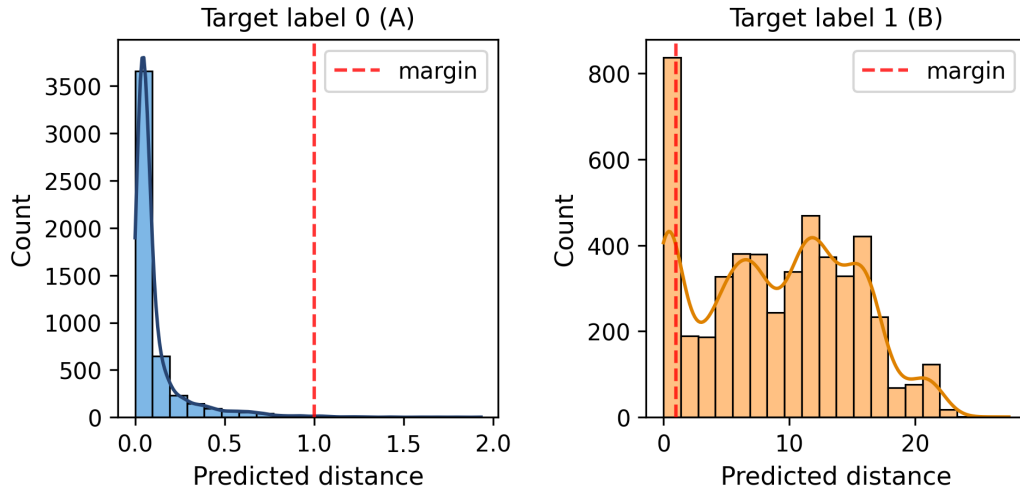 Target label 0 (A)
margin
Count
3500
3000
2500
2000
1500
1000
500
0
0.0 0.5 1.0 1.5 2.0
Predicted distance
Target label 1 (B)
margin
Count
800
600
400
200
0
0 10 20
Predicted distance